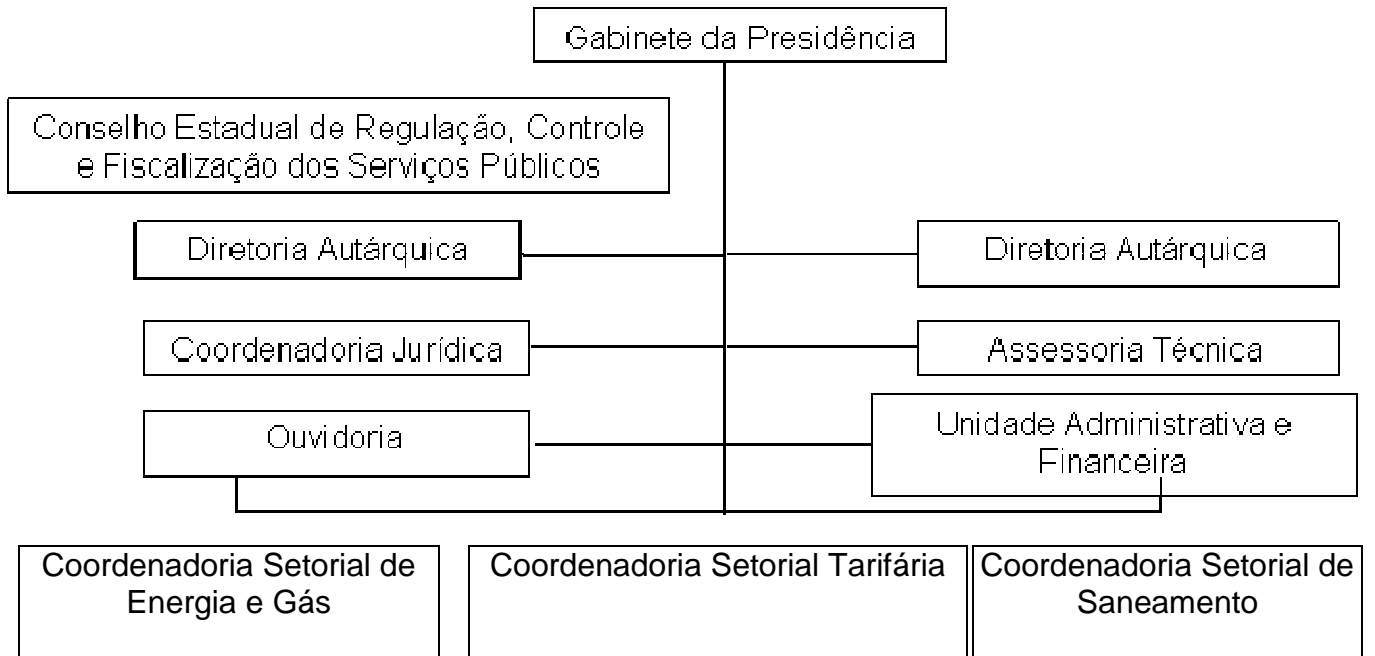 Gabinete da Presidência
Conselho Estadual de Regulação, Controle
e Fiscalização dos Serviços Públicos
Diretoria Autárquica
Diretoria Autárquica
Coordenadoria Jurídica
Assessoria Técnica
Ouvidoria
Unidade Administrativa e
Financeira
Coordenadoria Setorial de
Energia e Gás
Coordenadoria Setorial Tarifária
Coordenadoria Setorial de
Saneamento